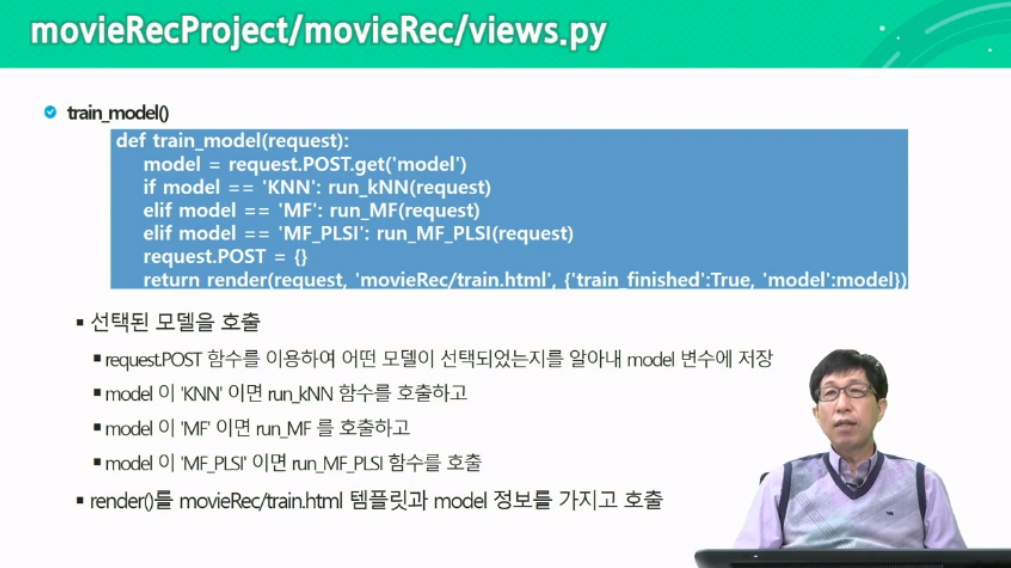 movieRecProject/movieRec/views.py
train_model()
def train_model(request):
model = request.POST.get('model')
if model == 'KNN': run_kNN(request)
elif model == 'MF': run_MF(request)
elif model == 'MF_PLSI': run_MF_PLSI(request)
request.POST = {}
return render(request, 'movieRec/train.html', {'train_finished':True, 'model':model})
▪ 선택된 모델을 호출
▪ request.POST 함수를 이용하여 어떤 모델이 선택되었는지를 알아내 model 변수에 저장
▪ model 이 'KNN' 이면 run_kNN 함수를 호출하고
▪ model 이 'MF' 이면 run_MF 를 호출하고
▪ model 이 'MF_PLSI' 이면 run_MF_PLSI 함수를 호출
▪ render()를 movieRec/train.html 템플릿과 model 정보를 가지고 호출